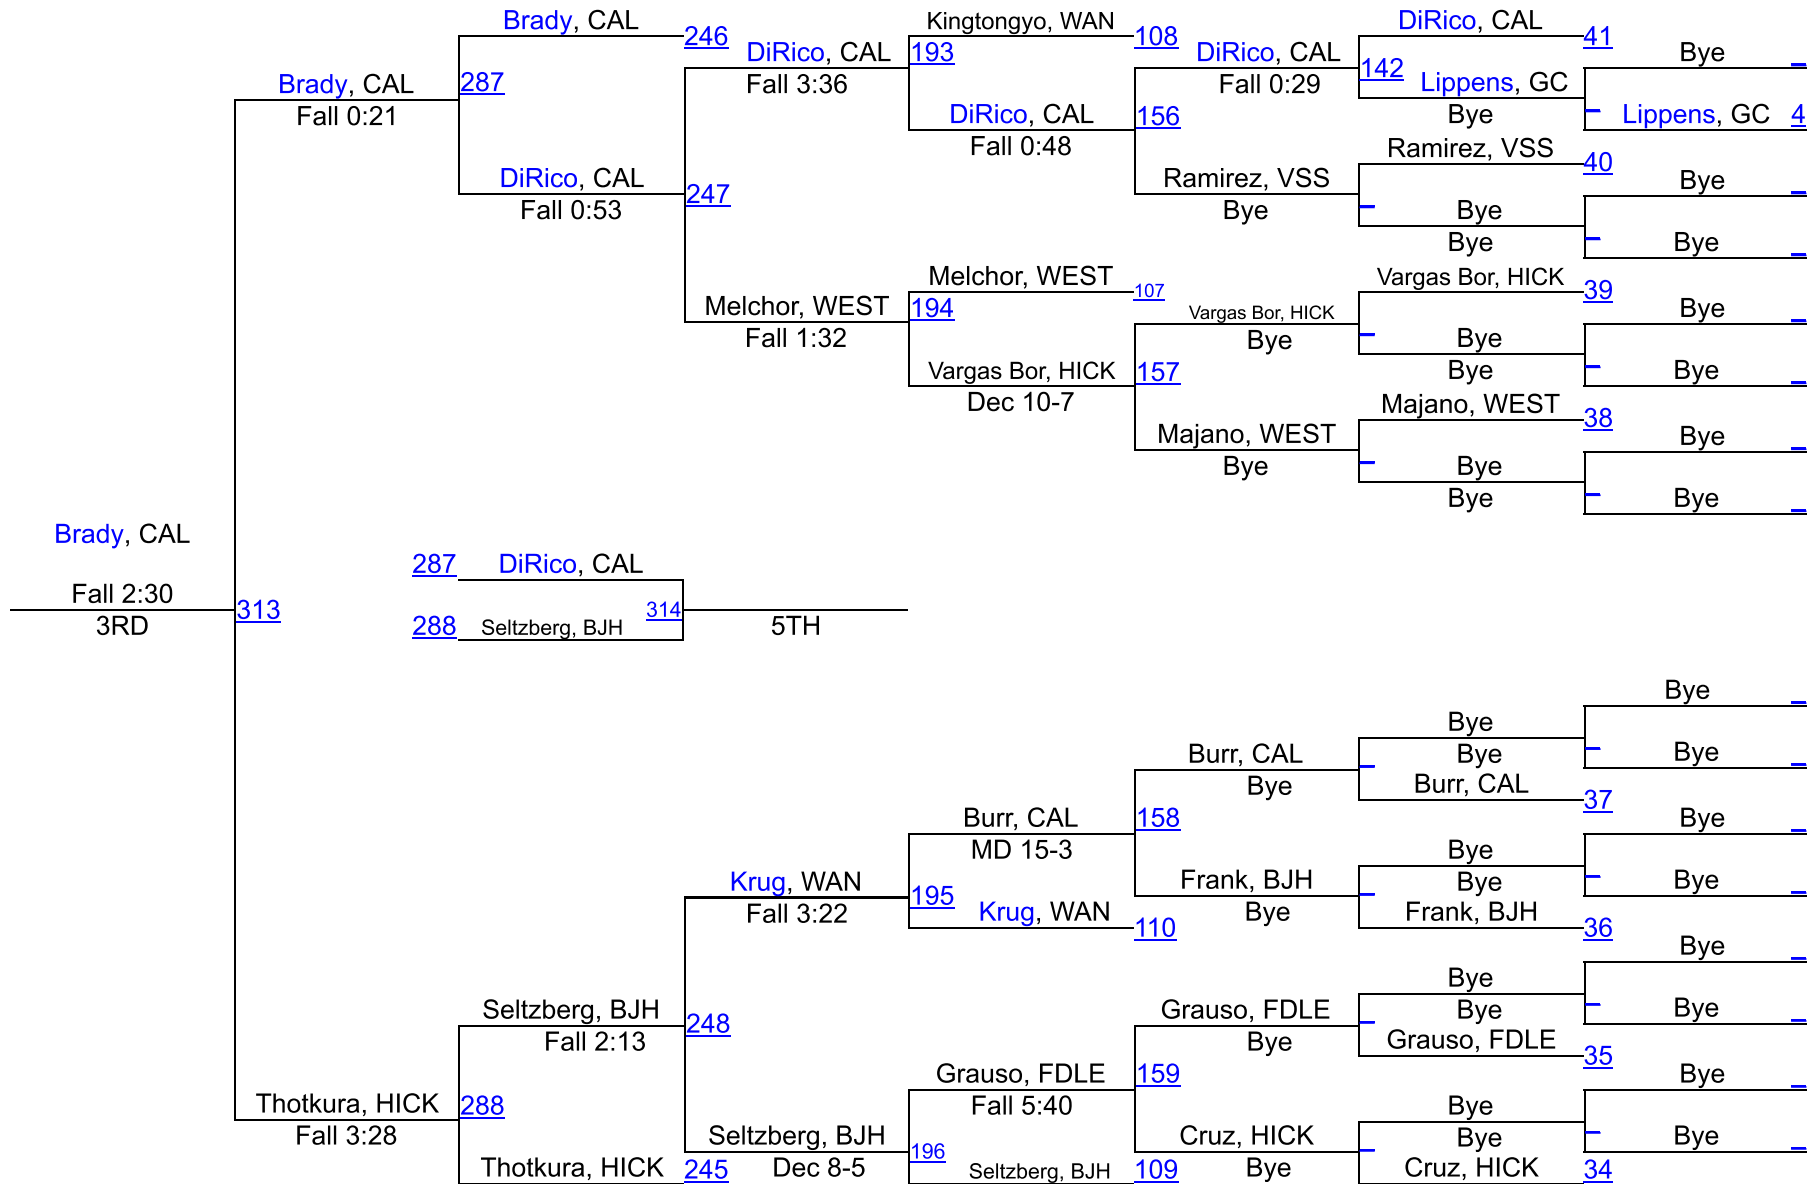 Brady, CAL
Kingtongyo, WAN
DiRico, CAL
246
DiRico, CAL
193
108
DiRico, CAL
41
Bye
Brady, CAL
287
Fall 3:36
Fall 0:29
142
Lippens, GC
Fall 0:21
DiRico, CAL
156
Bye
Lippens, GC
4
Fall 0:48
Ramirez, VSS
40
DiRico, CAL
247
Ramirez, VSS
Bye
Fall 0:53
Bye
Bye
Bye
Bye
Melchor, WEST
107
Vargas Bor, HICK
39
Melchor, WEST
194
Vargas Bor, HICK
Bye
Fall 1:32
Bye
Bye
Vargas Bor, HICK
157
Bye
Bye
Dec 10-7
Majano, WEST
38
Majano, WEST
Bye
Bye
Bye
Bye
Bye
Brady, CAL
287
DiRico, CAL
Fall 2:30
313
314
3RD
288
Seltzberg, BJH
5TH
Bye
Bye
Burr, CAL
Bye
Bye
Bye
Burr, CAL
37
Burr, CAL
158
Bye
MD 15-3
Bye
Krug, WAN
Frank, BJH
Bye
Bye
Fall 3:22
195
Krug, WAN
110
Bye
Frank, BJH
36
Bye
Bye
Seltzberg, BJH
248
Grauso, FDLE
Bye
Bye
Fall 2:13
Bye
Grauso, FDLE
35
Grauso, FDLE
159
Bye
Thotkura, HICK
288
Fall 5:40
Bye
Fall 3:28
Seltzberg, BJH
Cruz, HICK
Bye
Bye
Thotkura, HICK
245
Dec 8-5
196
Seltzberg, BJH
109
Bye
Cruz, HICK
34